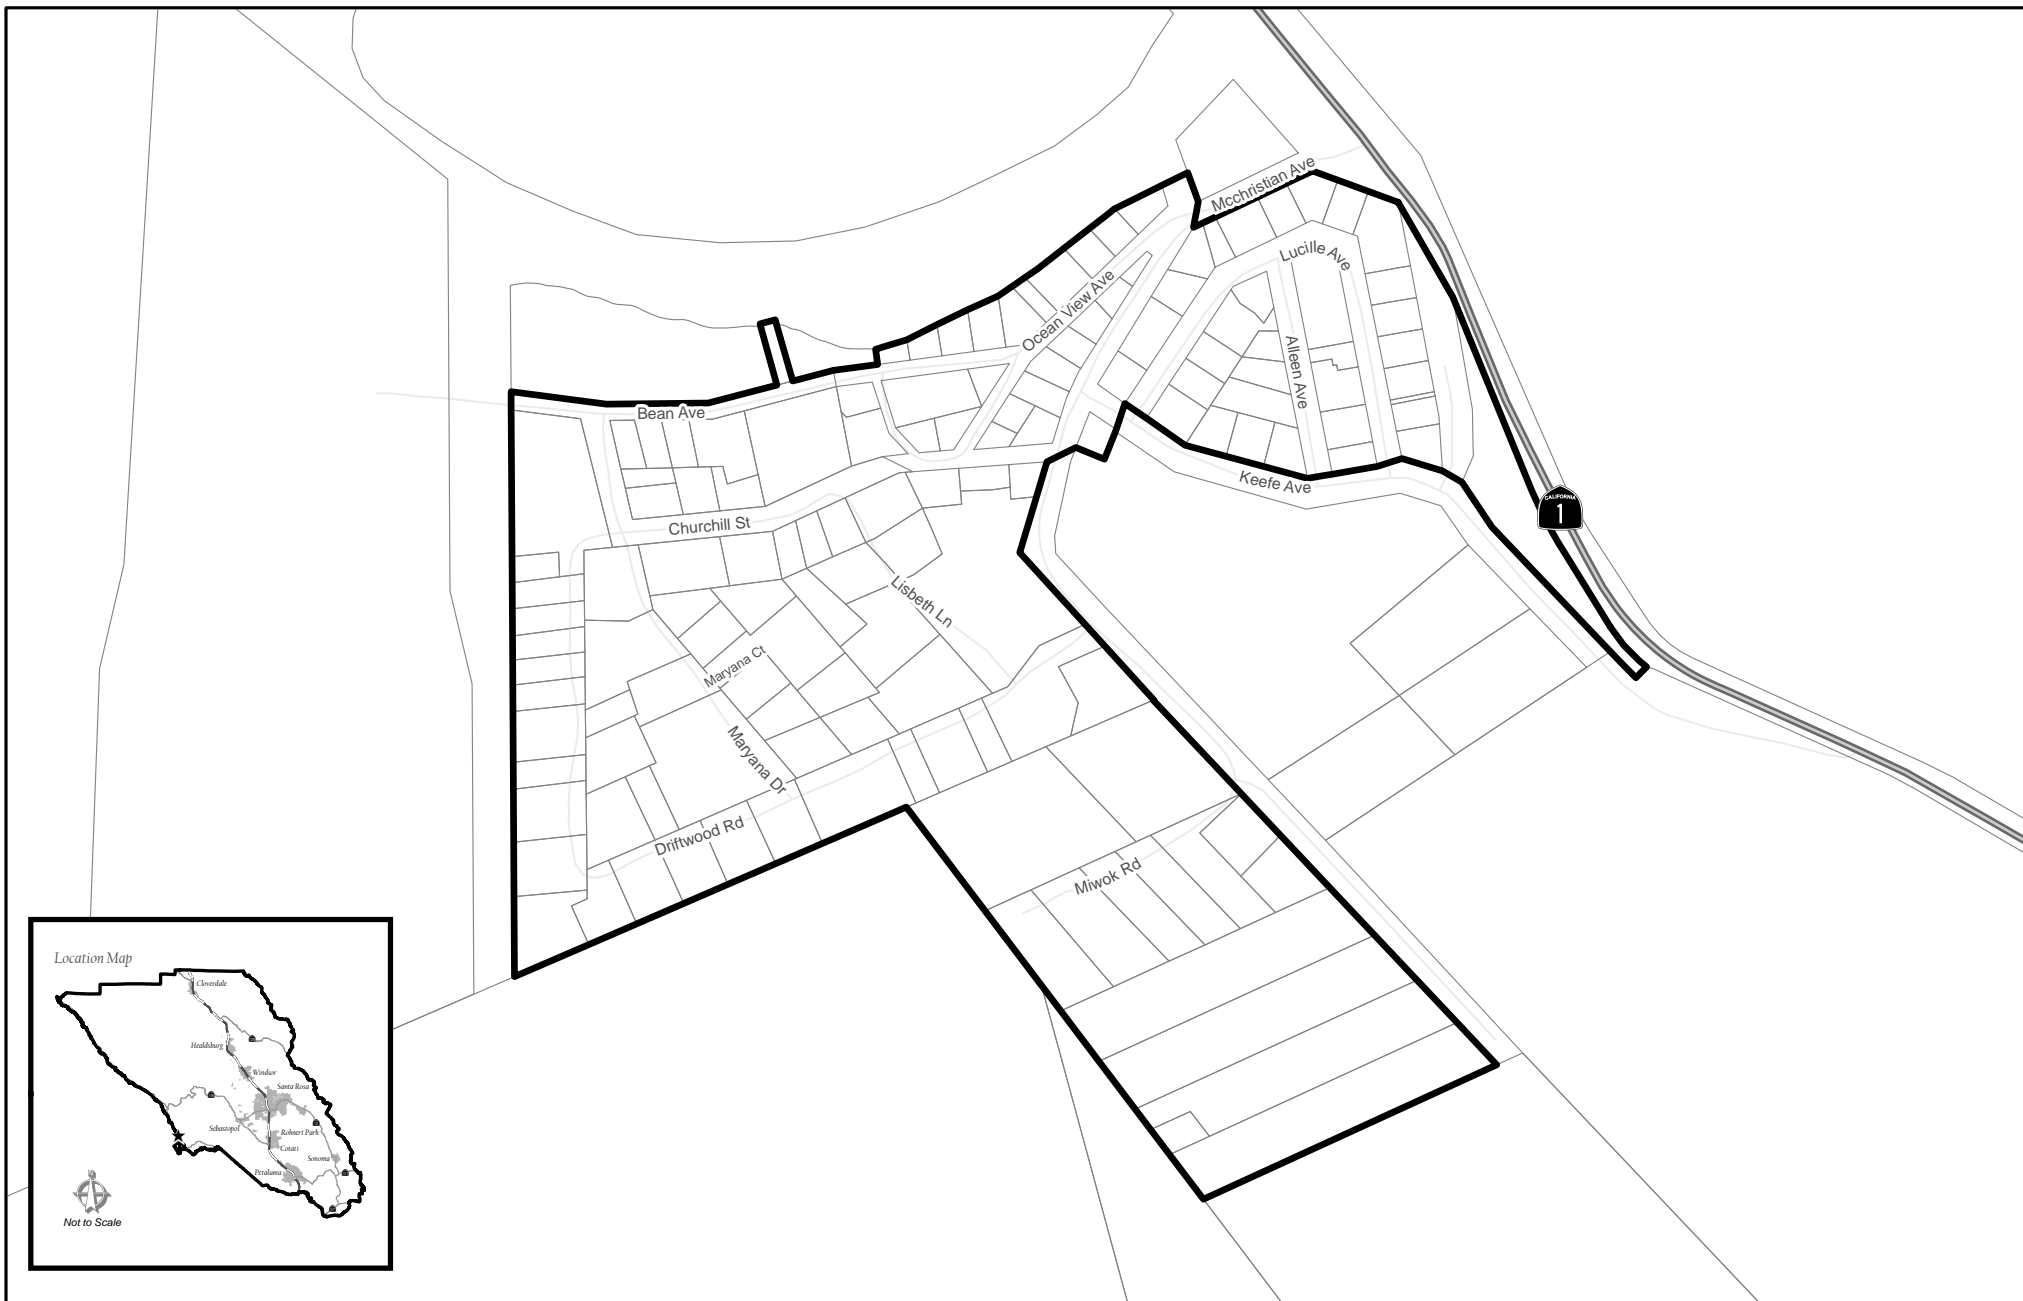 Mcchristian Ave
Lucille Ave
Ocean View Ave
Alleen Ave
Bean Ave
Keefe Ave
CALIFORNIA
1
Churchill St
Lisbeth Ln
Maryana Ct
Maryana Dr
Driftwood Rd
Miwok Rd
Location Map
Cloverdale
Healdsburg
Windsor
Santa Rosa
Sebastopol
Rohnert Park
Cotati
Sonoma
Petaluma
Not to Scale